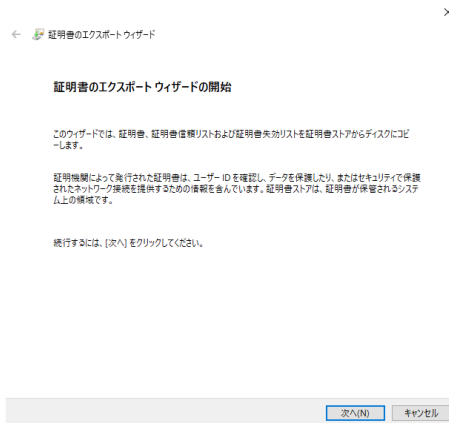 証明書のエクスポート ウィザード
証明書のエクスポート ウィザードの開始
このウィザードでは、証明書、証明書信頼リストおよび証明書失効リストを証明書ストアからディスクにコピ
ーします。
証明機関によって発行された証明書は、ユーザー ID を確認し、データを保護したり、またはセキュリティで保護
されたネットワーク接続を提供するための情報を含んでいます。証明書ストアは、証明書が保管されるシステ
ム上の領域です。
続行するには、[次へ] をクリックしてください。
次へ(N)
キャンセル